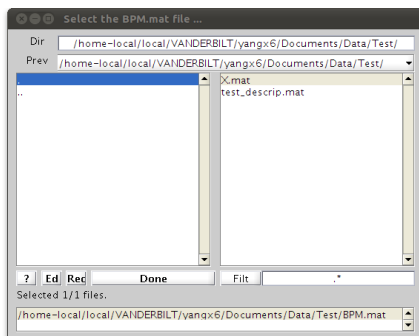 Select the BPM.mat file ...
Dir /home-local/local/VANDERBILT/yangx6/Documents/Data/Test/
Prev /home-local/local/VANDERBILT/yangx6/Documents/Data/Test/
.
..
X.mat
test_descrip.mat
? Ed Rec Done Filt .*
Selected 1/1 files.
/home-local/local/VANDERBILT/yangx6/Documents/Data/Test/BPM.mat